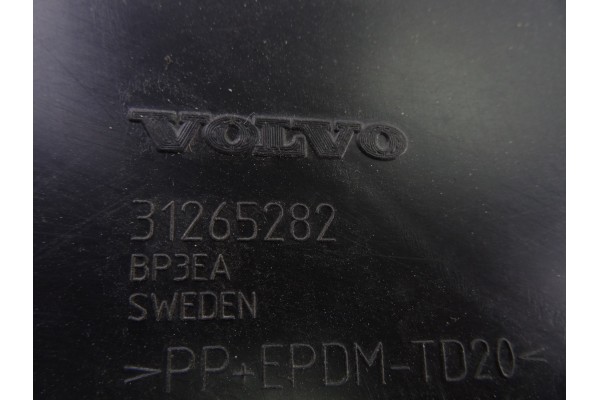 VOLVO
31265282
BP3EA
SWEDEN
>PP+EPDM-TD20<